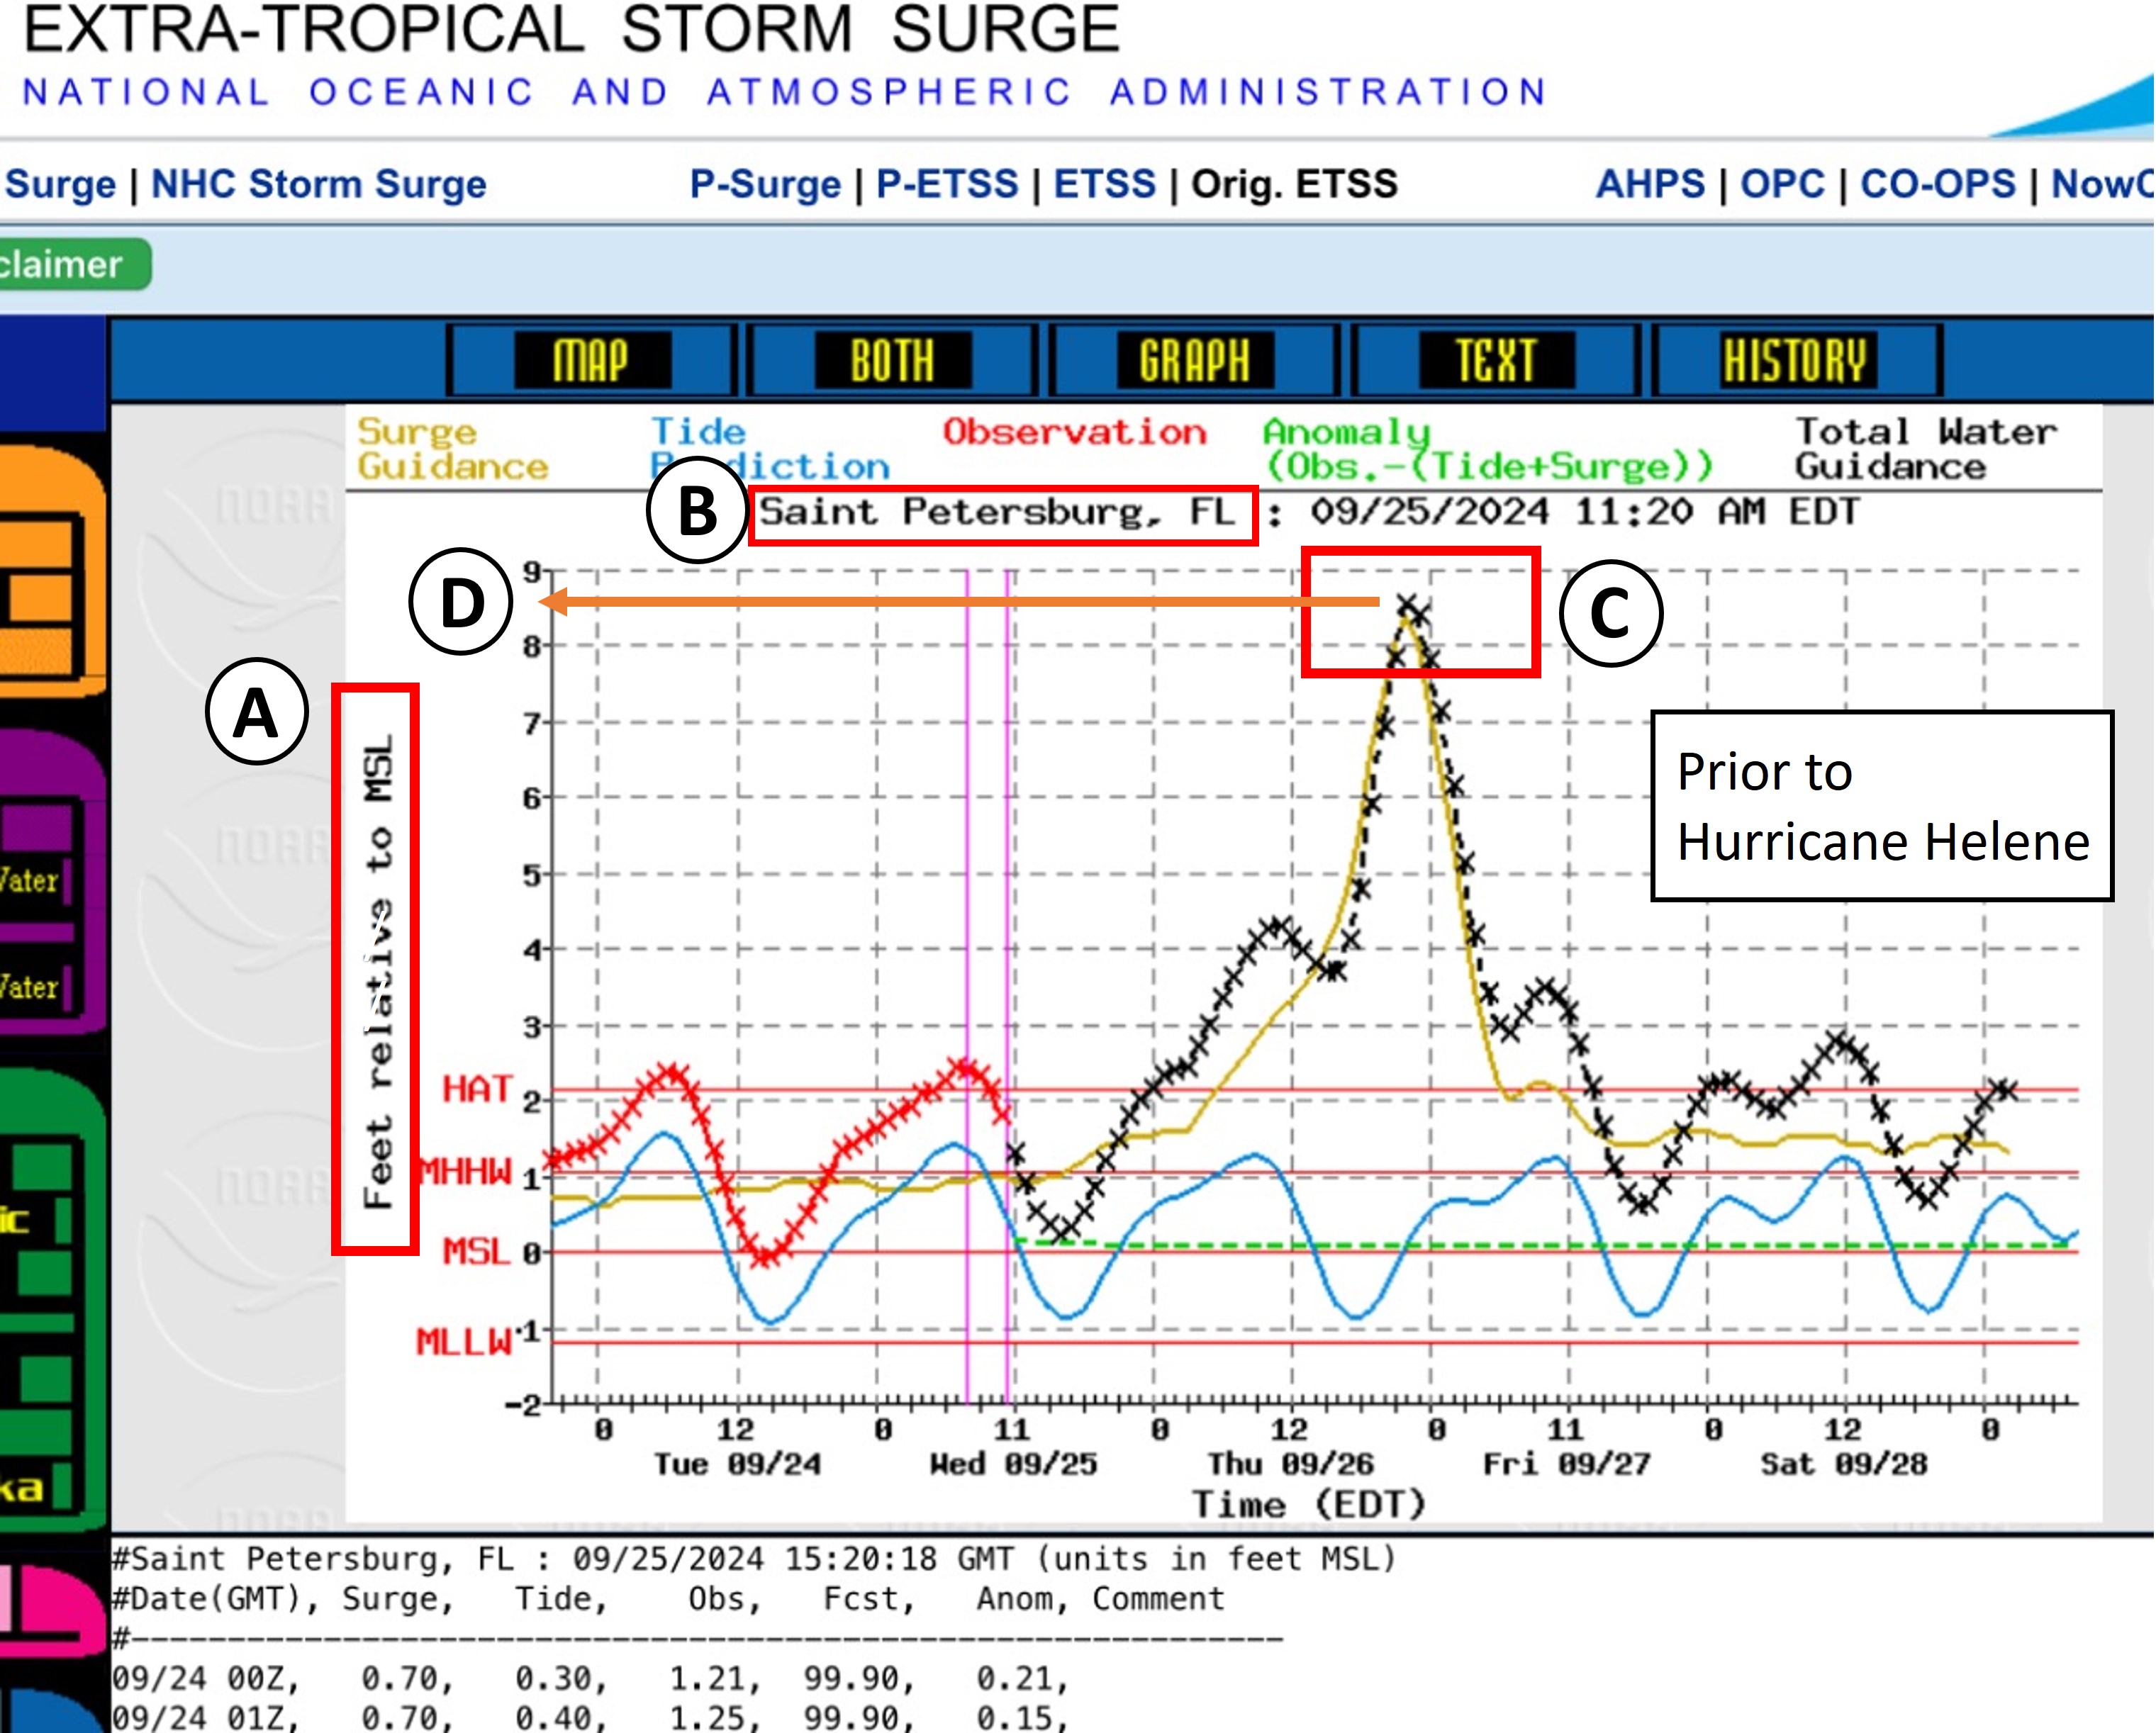 EXTRA-TROPICAL STORM SURGE
NATIONAL OCEANIC AND ATMOSPHERIC ADMINISTRATION
Surge | NHC Storm Surge P-Surge | P-ETSS | ETSS | Orig. ETSS AHPS | OPC | CO-OPS |
claimer
MAP BOTH GRAPH TEXT HISTORY
Surge Guidance
Tide
Observation
Anomaly (Obs.-(Tide+Surge))
Total Water Guidance
B
Saint Petersburg, FL : 09/25/2024 11:20 AM EDT
D
C
A
Feet relative to MSL
Prior to
Hurricane Helene
9
8
7
6
5
4
3
HAT
2
MHHW 1
MSL 0
MLLW -1
-2
0 12 0 11 0 12 0 11 0 12 0
Tue 09/24 Wed 09/25 Thu 09/26 Fri 09/27 Sat 09/28
Time (EDT)
NOAA
NOAA
NOAA
Water
Water
ic
ka
#Saint Petersburg, FL : 09/25/2024 15:20:18 GMT (units in feet MSL)
#Date(GMT), Surge, Tide, Obs, Fcst, Anom, Comment
#------------------------------------------------------------
09/24 00Z, 0.70, 0.30, 1.21, 99.90, 0.21,
09/24 01Z, 0.70, 0.40, 1.25, 99.90, 0.15,